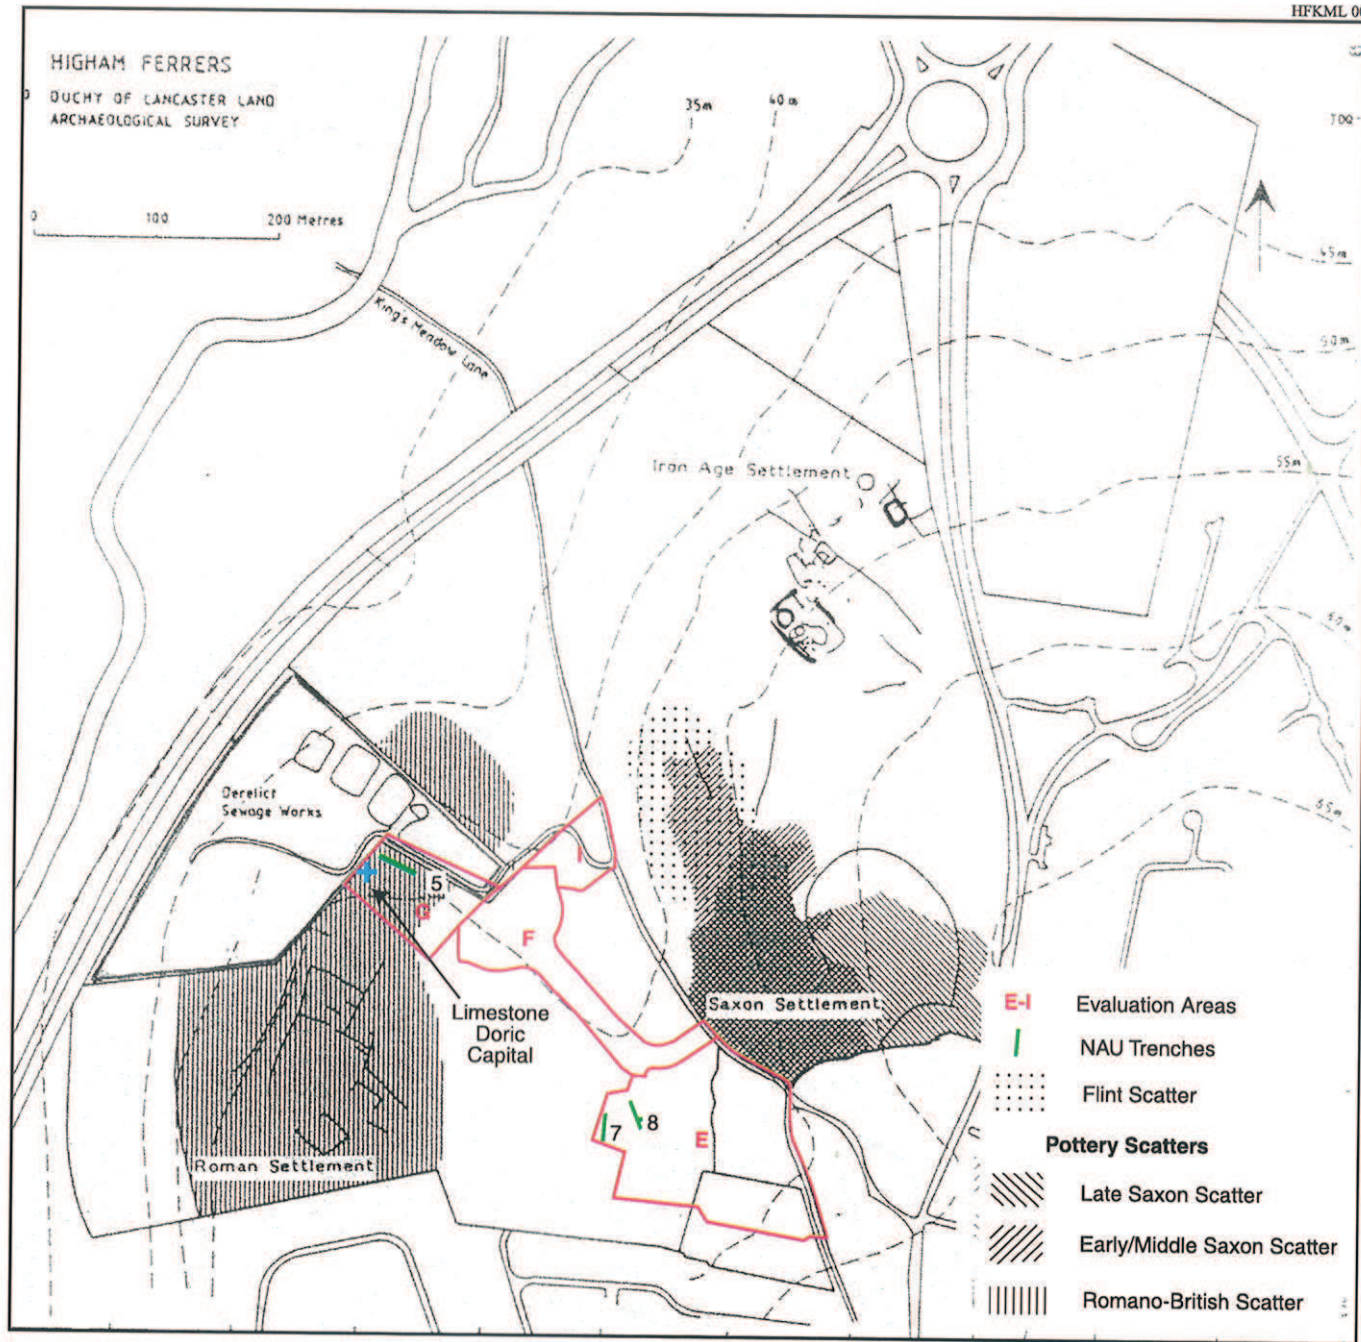 HFKML 00
HIGHAM FERRERS
DUCHY OF LANCASTER LAND
ARCHAEOLOGICAL SURVEY
0 100 200 Metres
35m
40m
700
45m
King's Meadow Lane
50m
Iron Age Settlement
55m
60m
65m
Derelict
Sewage Works
I
5
G
F
Limestone
Doric
Capital
Saxon Settlement
7
8
E
Roman Settlement
E-I Evaluation Areas
NAU Trenches
Flint Scatter
Pottery Scatters
Late Saxon Scatter
Early/Middle Saxon Scatter
Romano-British Scatter